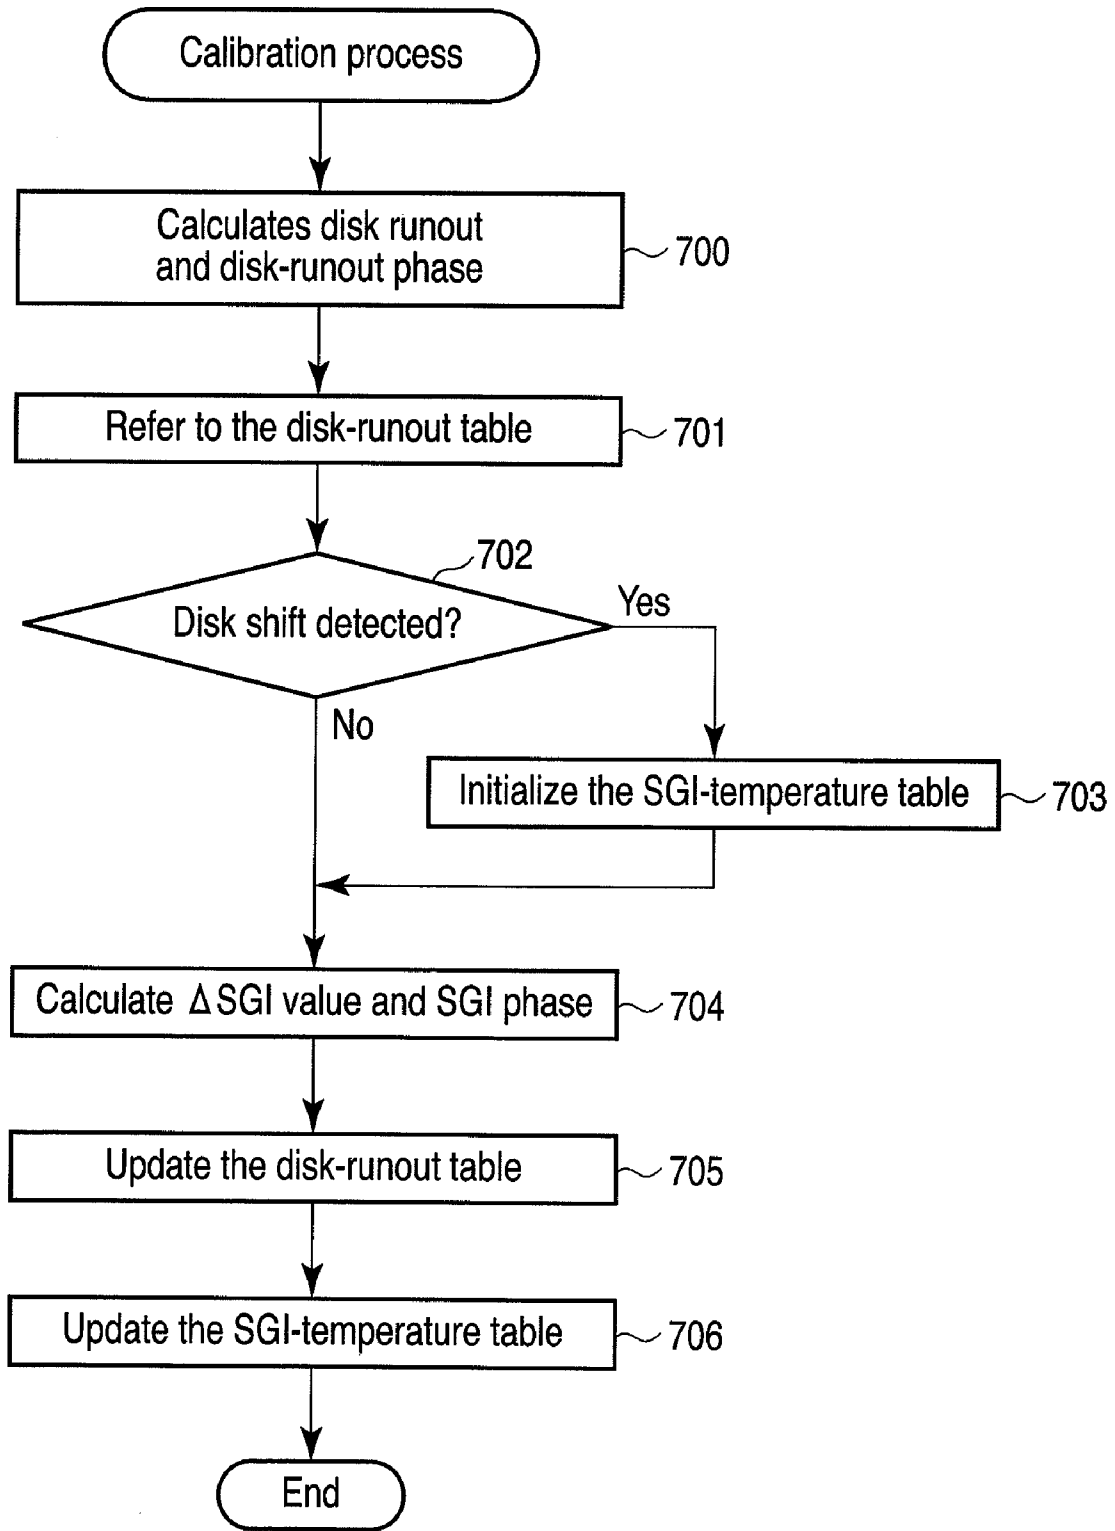 Calibration process
Calculates disk runout
and disk-runout phase
700
Refer to the disk-runout table
701
702
Disk shift detected?
Yes
No
Initialize the SGI-temperature table
703
Calculate ΔSGI value and SGI phase
704
Update the disk-runout table
705
Update the SGI-temperature table
706
End